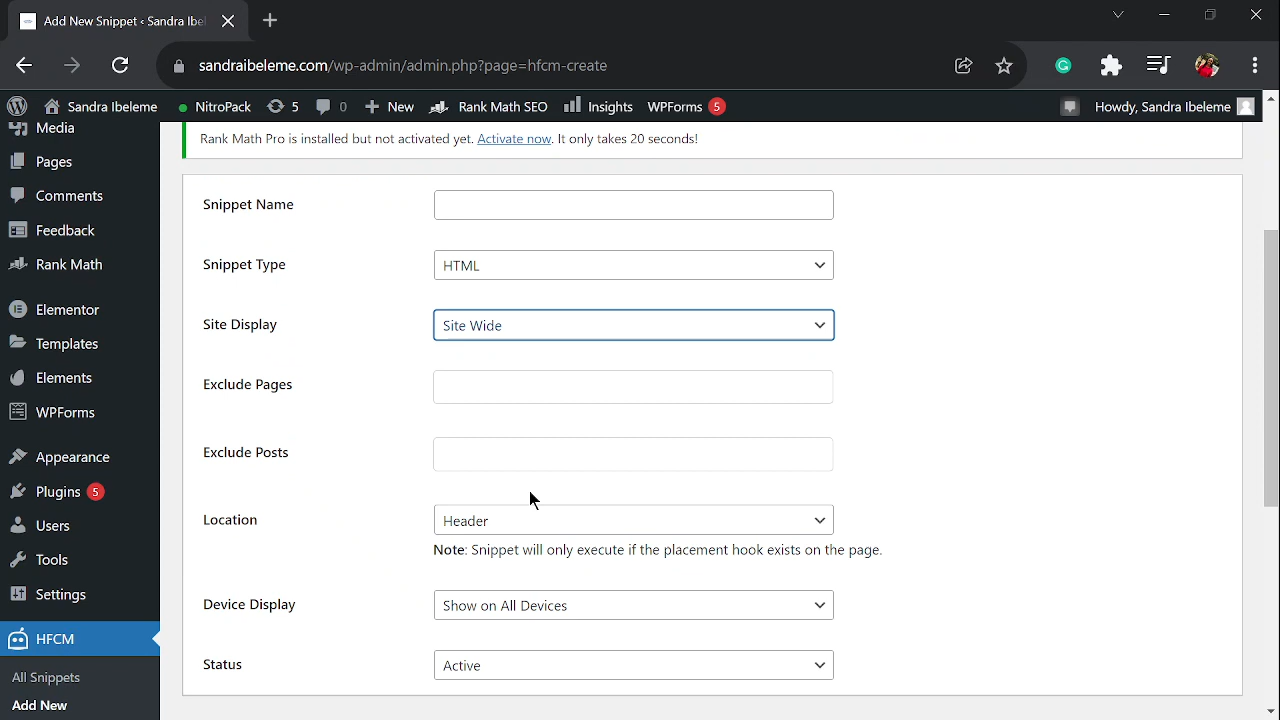 Add New Snippet ‹ Sandra Ibel
sandraibeleme.com/wp-admin/admin.php?page=hfcm-create
Sandra Ibeleme NitroPack 5 0 New Rank Math SEO Insights WPForms 5 Howdy, Sandra Ibeleme
Media
Pages
Comments
Feedback
Rank Math
Elementor
Templates
Elements
WPForms
Appearance
Plugins 5
Users
Tools
Settings
HFCM
All Snippets
Add New
Rank Math Pro is installed but not activated yet. Activate now. It only takes 20 seconds!
Snippet Name
Snippet Type HTML
Site Display Site Wide
Exclude Pages
Exclude Posts
Location Header
Note: Snippet will only execute if the placement hook exists on the page.
Device Display Show on All Devices
Status Active